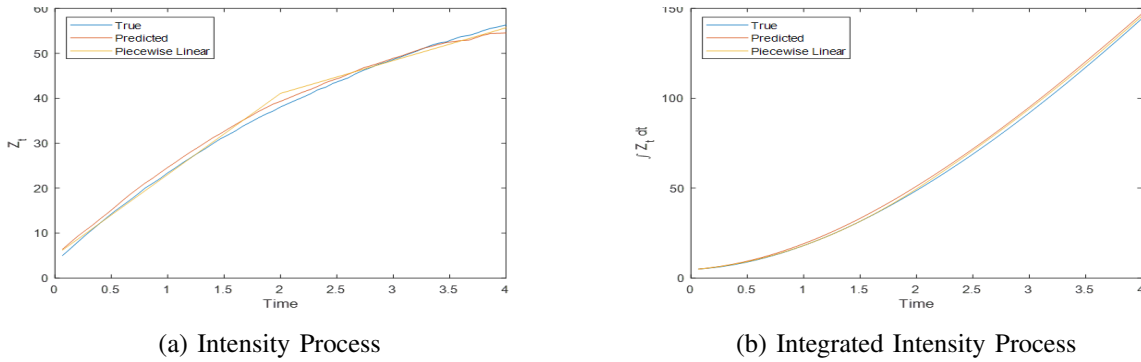 60
50
40
30
20
10
0
Z_t
True
Predicted
Piecewise Linear
0 0.5 1 1.5 2 2.5 3 3.5 4
Time
(a) Intensity Process
150
100
50
0
∫ Z_t dt
True
Predicted
Piecewise Linear
0 0.5 1 1.5 2 2.5 3 3.5 4
Time
(b) Integrated Intensity Process